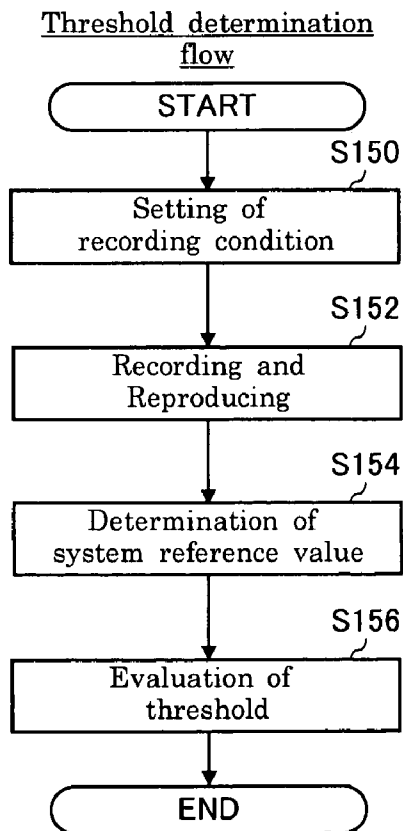 Threshold determination
flow
START
S150
Setting of
recording condition
S152
Recording and
Reproducing
S154
Determination of
system reference value
S156
Evaluation of
threshold
END